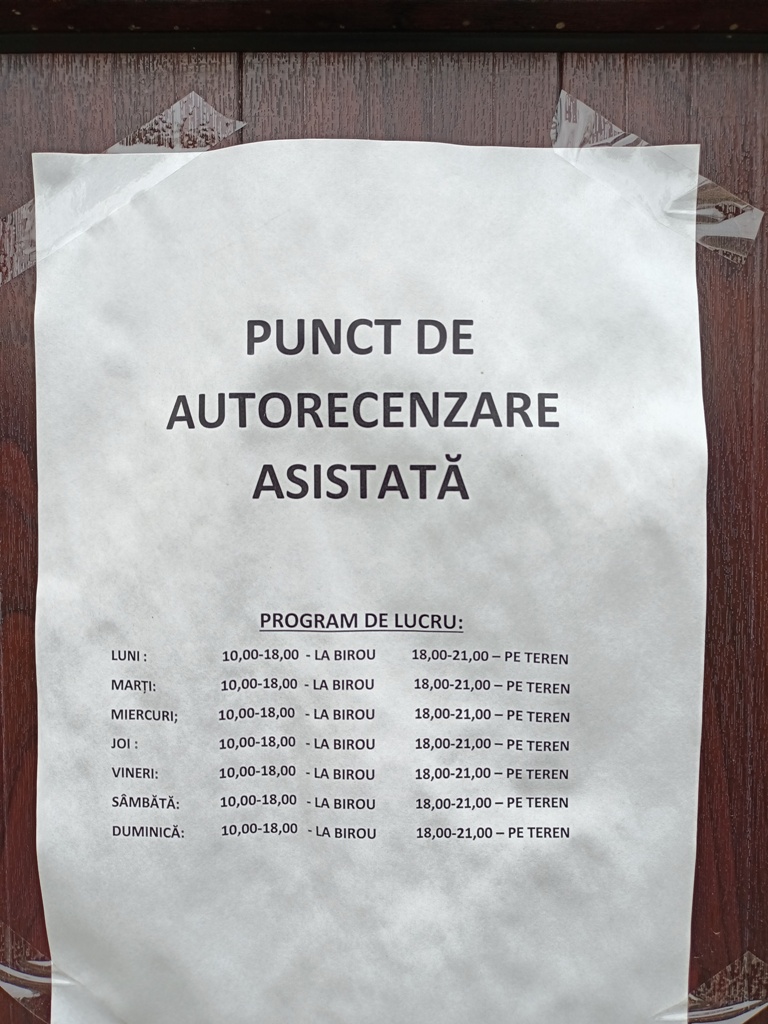 PUNCT DE
AUTORECENZARE
ASISTATĂ
PROGRAM DE LUCRU:
LUNI : 10,00-18,00 - LA BIROU 18,00-21,00 – PE TEREN
MARȚI: 10,00-18,00 - LA BIROU 18,00-21,00 – PE TEREN
MIERCURI; 10,00-18,00 - LA BIROU 18,00-21,00 – PE TEREN
JOI : 10,00-18,00 - LA BIROU 18,00-21,00 – PE TEREN
VINERI: 10,00-18,00 - LA BIROU 18,00-21,00 – PE TEREN
SÂMBĂTĂ: 10,00-18,00 - LA BIROU 18,00-21,00 – PE TEREN
DUMINICĂ: 10,00-18,00 - LA BIROU 18,00-21,00 – PE TEREN